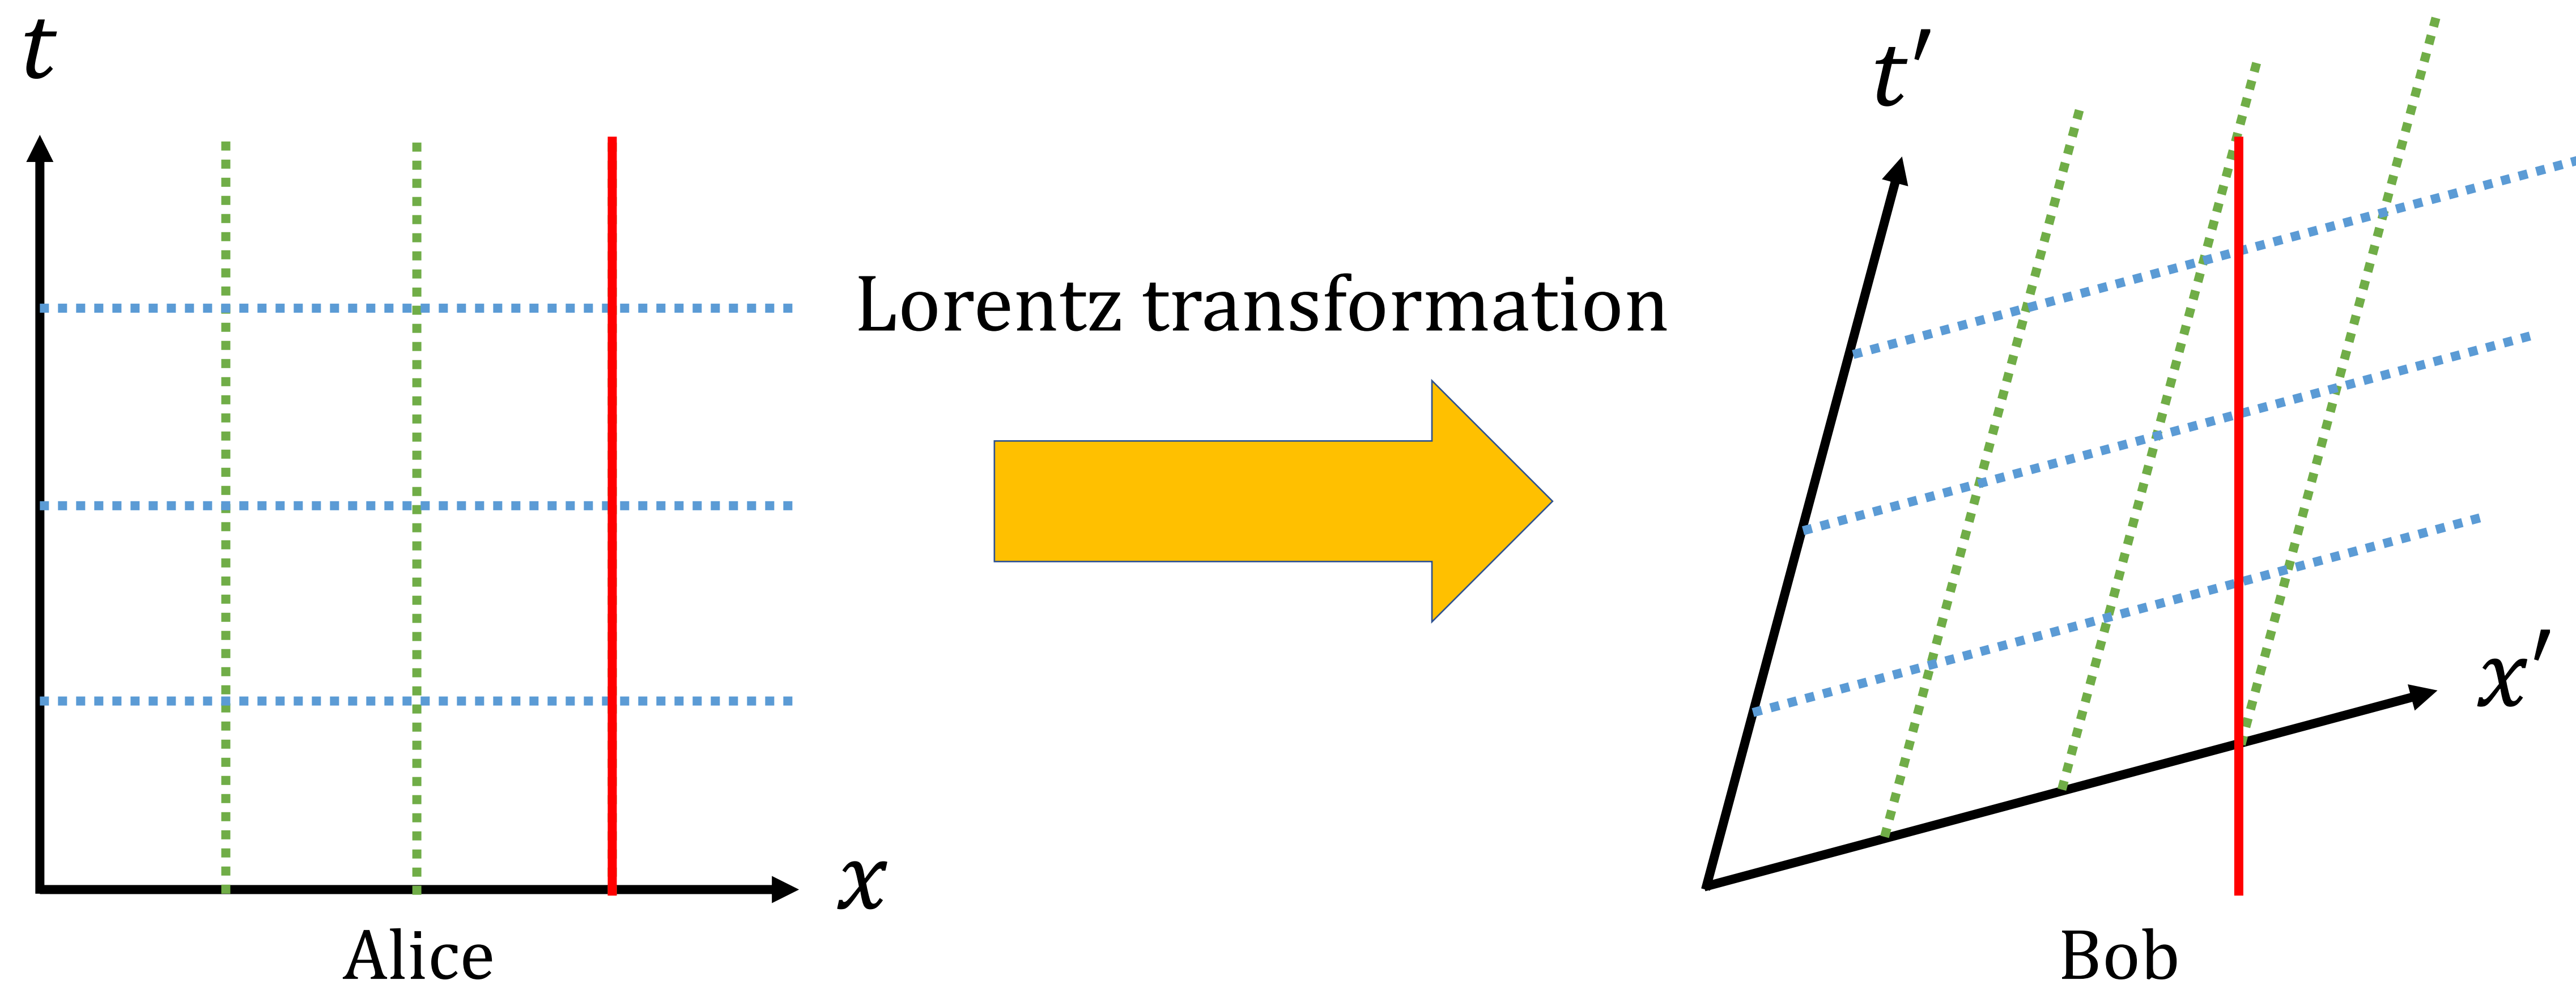 t
t′
Lorentz transformation
x′
x
Alice
Bob